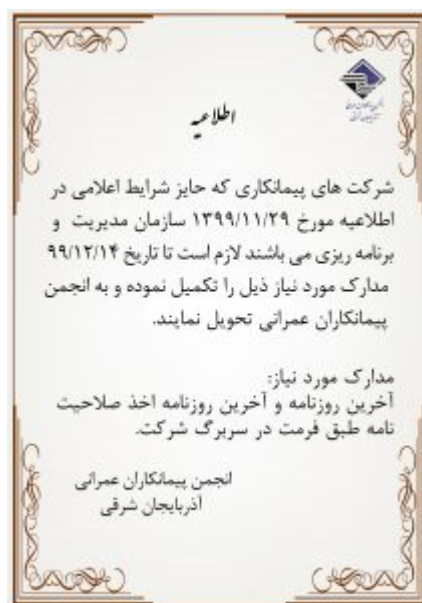 اطلاعیه
شرکت های پیمانکاری که حایز شرایط اعلامی در
اطلاعیه مورخ ۱۳۹۹/۱۱/۲۹ سازمان مدیریت و
برنامه ریزی می باشند لازم است تا تاریخ ۹۹/۱۲/۱۴
مدارک مورد نیاز ذیل را تکمیل نموده و به انجمن
پیمانکاران عمرانی تحویل نمایند.
مدارک مورد نیاز:
آخرین روزنامه و آخرین روزنامه اخذ صلاحیت
نامه طبق فرمت در سربرگ شرکت.
انجمن پیمانکاران عمرانی
آذربایجان شرقی